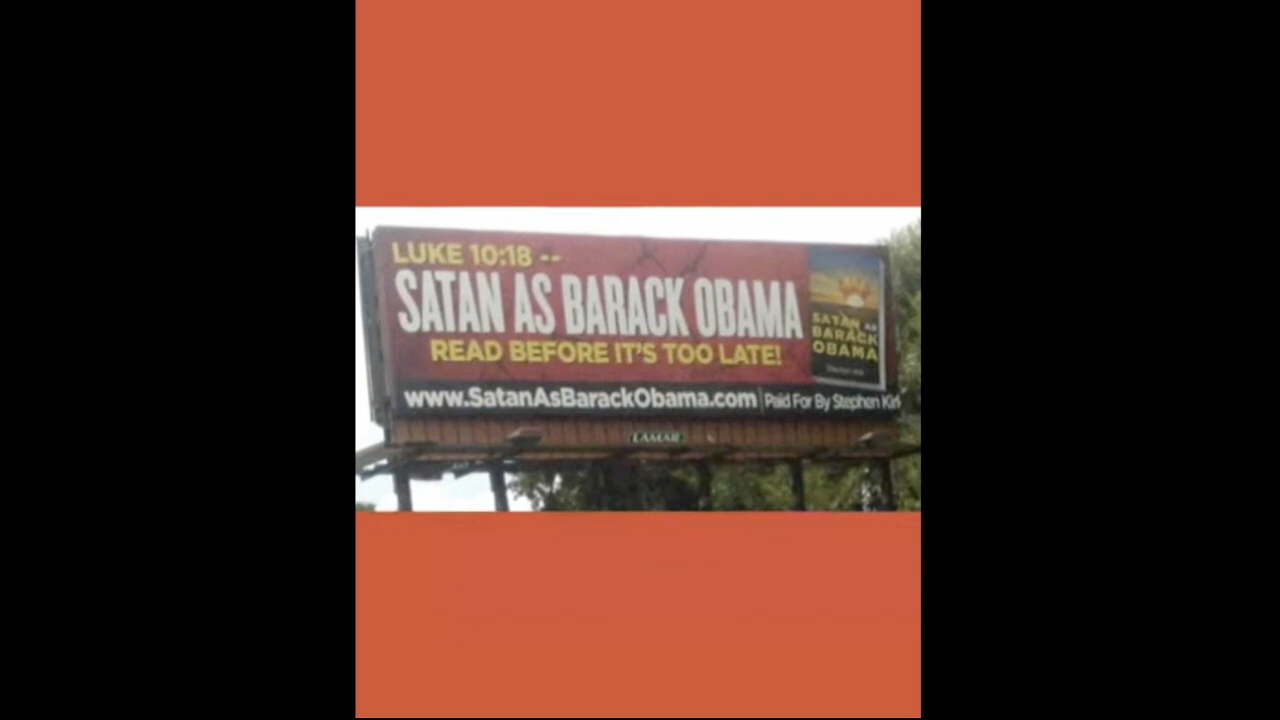 LUKE 10:18 --
SATAN AS BARACK OBAMA
READ BEFORE IT'S TOO LATE!
www.SatanAsBarackObama.com | Paid For By Stephen
SATAN AS
BARACK
OBAMA
LAMAR